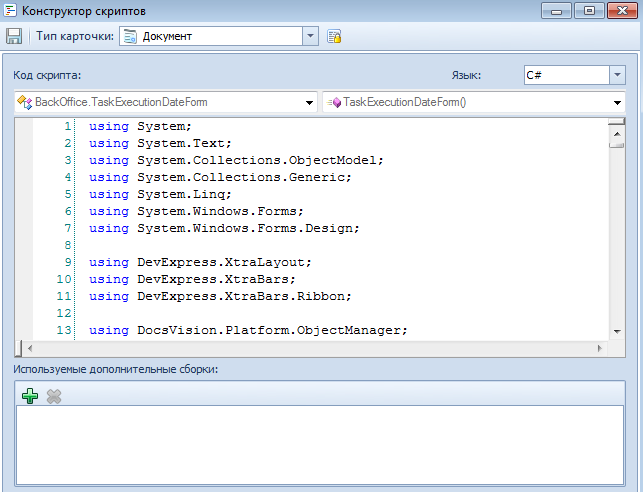 Конструктор скриптов
Тип карточки: Документ
Код скрипта: Язык: C#
BackOffice.TaskExecutionDateForm TaskExecutionDateForm()
1 using System;
2 using System.Text;
3 using System.Collections.ObjectModel;
4 using System.Collections.Generic;
5 using System.Linq;
6 using System.Windows.Forms;
7 using System.Windows.Forms.Design;
8
9 using DevExpress.XtraLayout;
10 using DevExpress.XtraBars;
11 using DevExpress.XtraBars.Ribbon;
12
13 using DocsVision.Platform.ObjectManager;
Используемые дополнительные сборки: